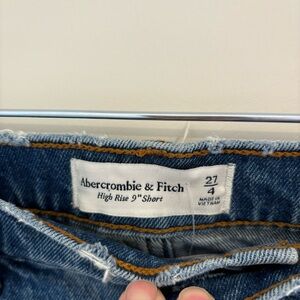 Abercrombie & Fitch
High Rise 9" Short
27
4
MADE IN
VIETNAM